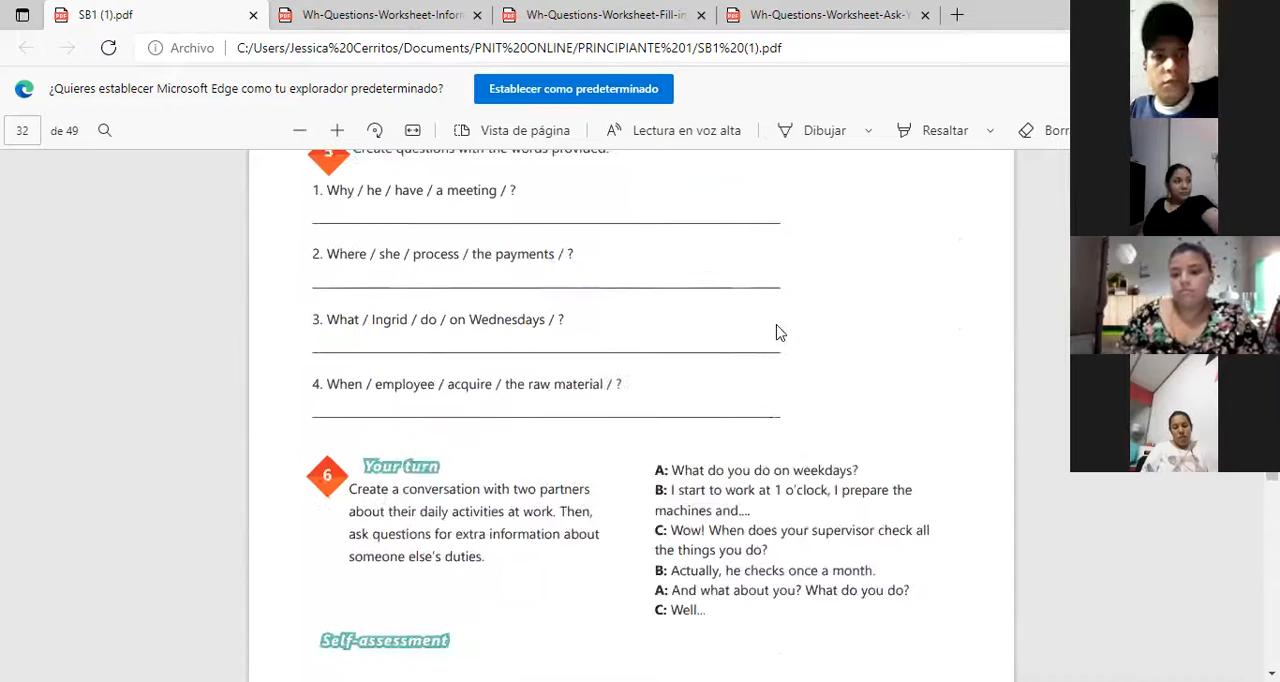 SB1 (1).pdf
Wh-Questions-Worksheet-Inform
Wh-Questions-Worksheet-Fill-in
Wh-Questions-Worksheet-Ask-Y
Archivo
C:/Users/Jessica%20Cerritos/Documents/PNIT%20ONLINE/PRINCIPIANTE%201/SB1%20(1).pdf
¿Quieres establecer Microsoft Edge como tu explorador predeterminado?
Establecer como predeterminado
32 de 49
Vista de página
Lectura en voz alta
Dibujar
Resaltar
Borr
5 Create questions with the words provided.
1. Why / he / have / a meeting / ?
2. Where / she / process / the payments / ?
3. What / Ingrid / do / on Wednesdays / ?
4. When / employee / acquire / the raw material / ?
6 Your turn
Create a conversation with two partners
about their daily activities at work. Then,
ask questions for extra information about
someone else's duties.
A: What do you do on weekdays?
B: I start to work at 1 o'clock, I prepare the
machines and....
C: Wow! When does your supervisor check all
the things you do?
B: Actually, he checks once a month.
A: And what about you? What do you do?
C: Well...
Self-assessment